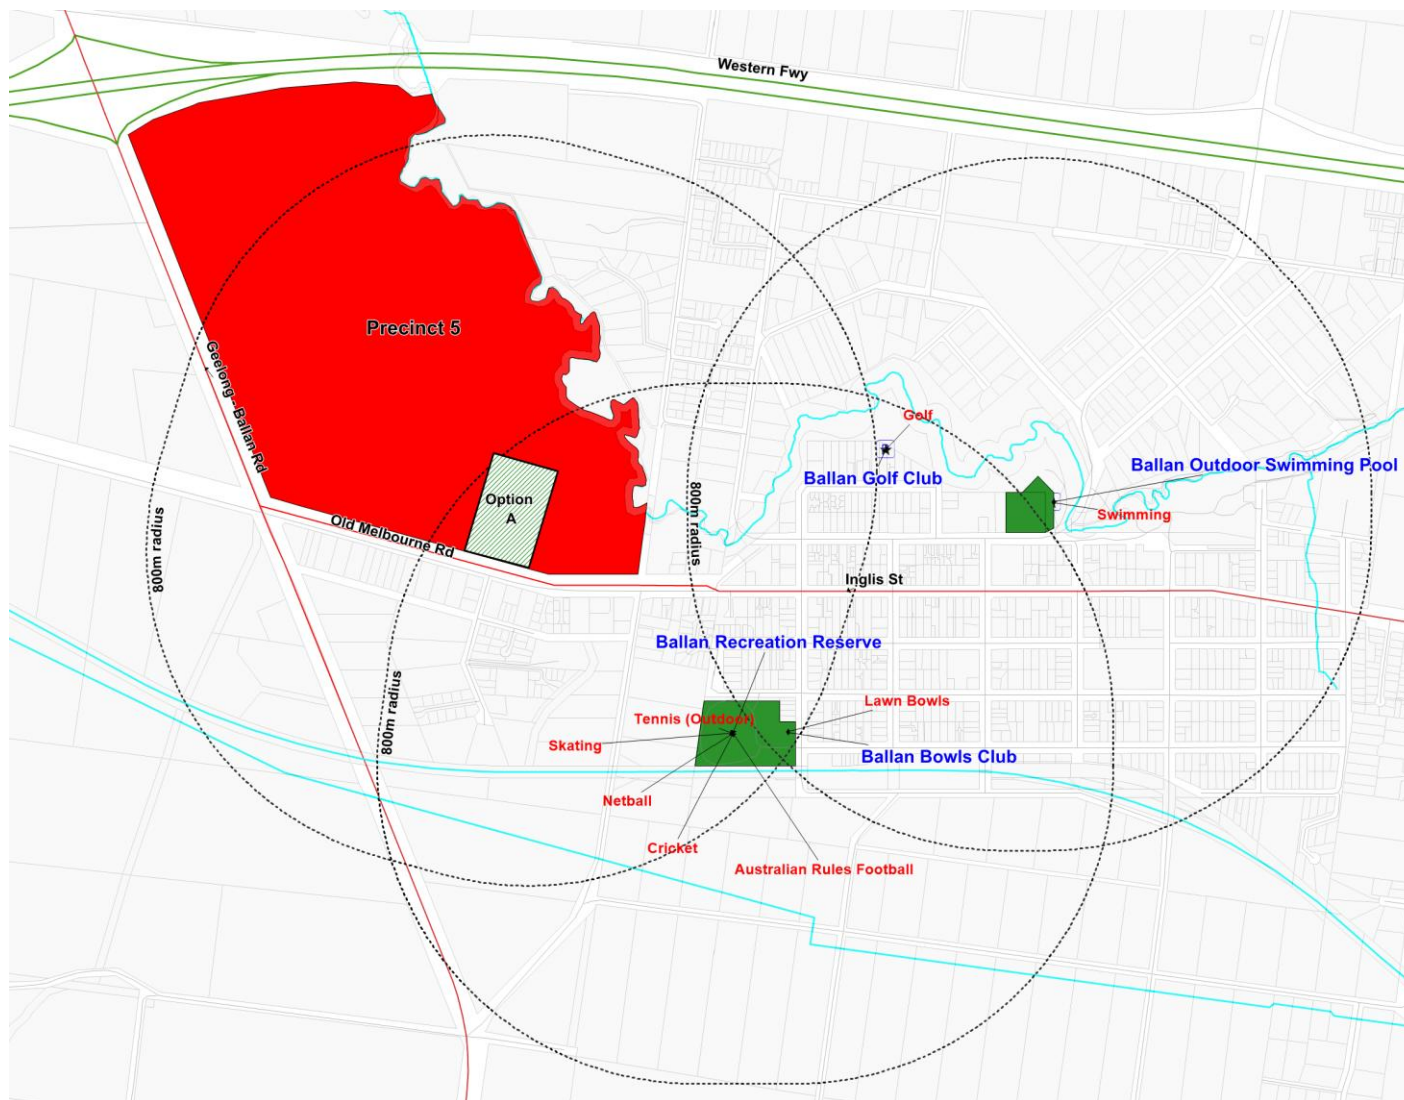 Western Fwy
Precinct 5
Geelong - Ballan Rd
Golf
Ballan Golf Club
Ballan Outdoor Swimming Pool
Swimming
Option
A
800m radius
Old Melbourne Rd
800m radius
Inglis St
Ballan Recreation Reserve
800m radius
Lawn Bowls
Tennis (Outdoor)
Skating
Ballan Bowls Club
Netball
Cricket
Australian Rules Football